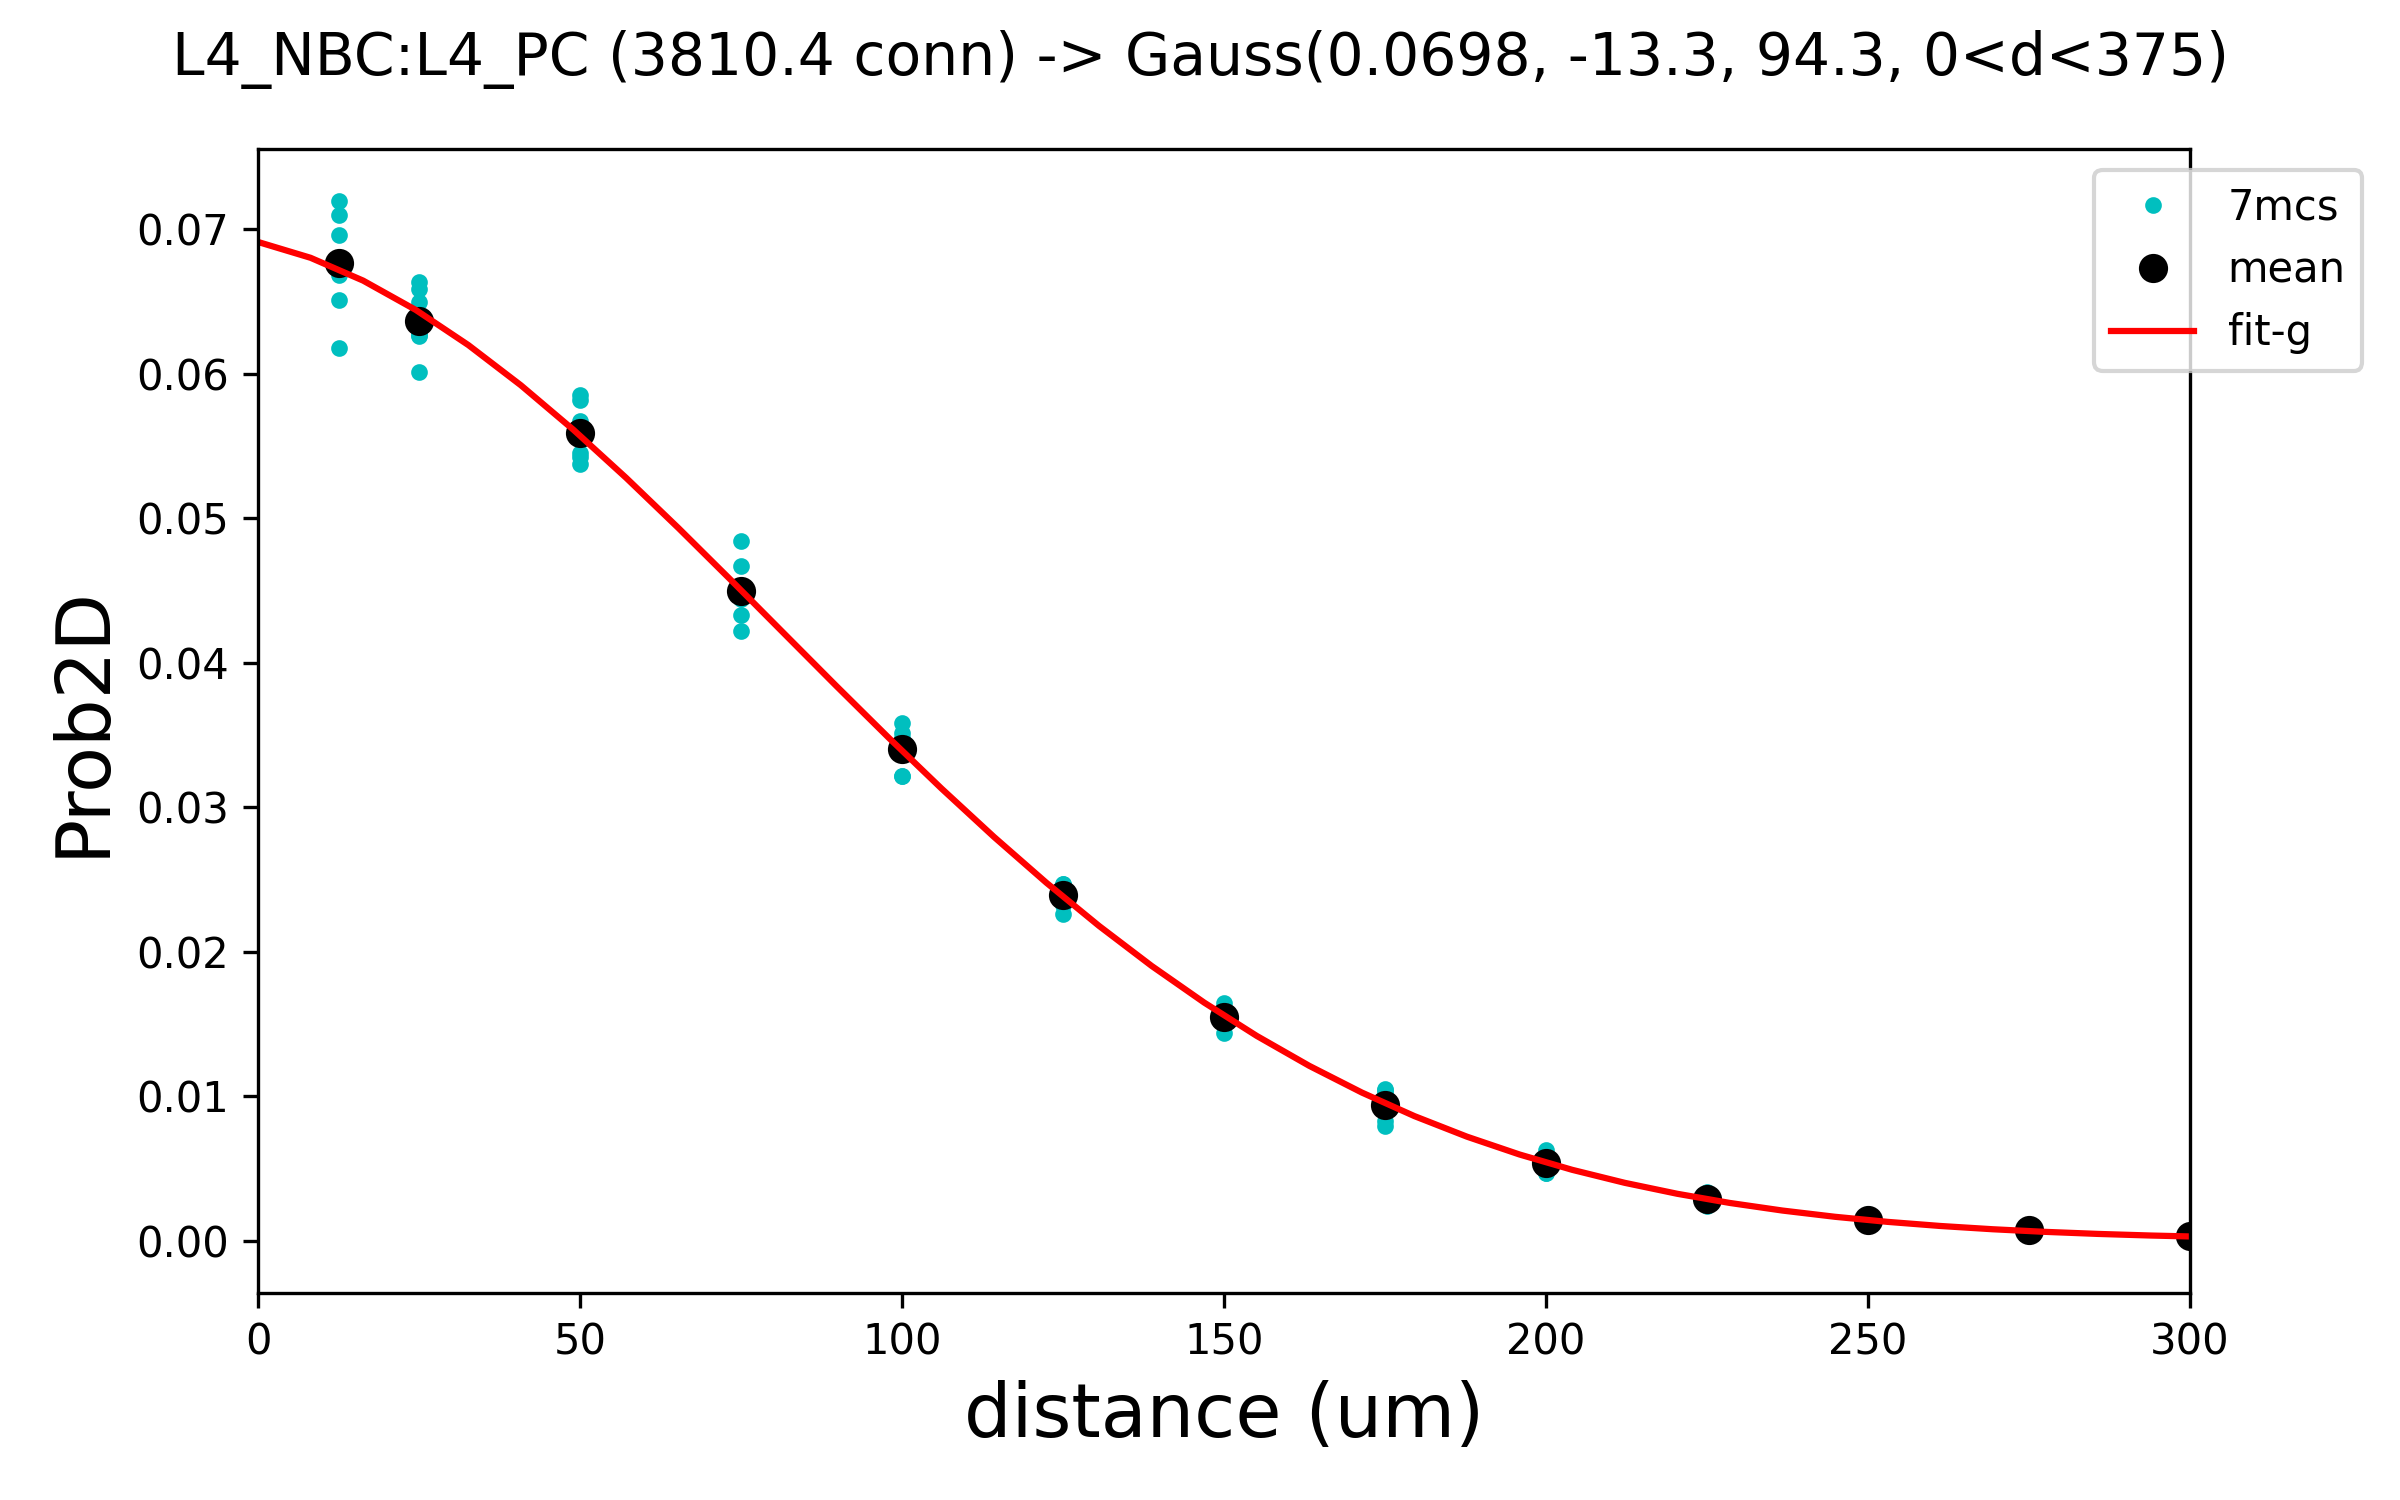 L4_NBC:L4_PC (3810.4 conn) -> Gauss(0.0698, -13.3, 94.3, 0<d<375)
7mcs
mean
fit-g
Prob2D
0.07
0.06
0.05
0.04
0.03
0.02
0.01
0.00
0 50 100 150 200 250 300
distance (um)